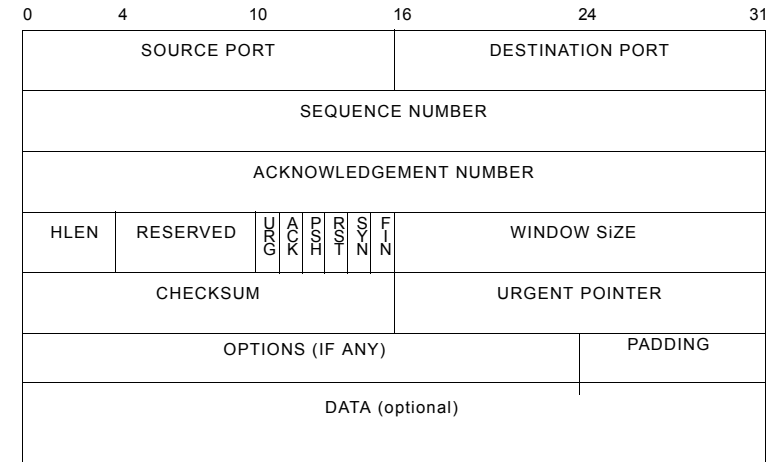 0 4 10 16 24 31
SOURCE PORT DESTINATION PORT
SEQUENCE NUMBER
ACKNOWLEDGEMENT NUMBER
HLEN RESERVED URG ACK PSH RST SYN FIN WINDOW SiZE
CHECKSUM URGENT POINTER
OPTIONS (IF ANY) PADDING
DATA (optional)